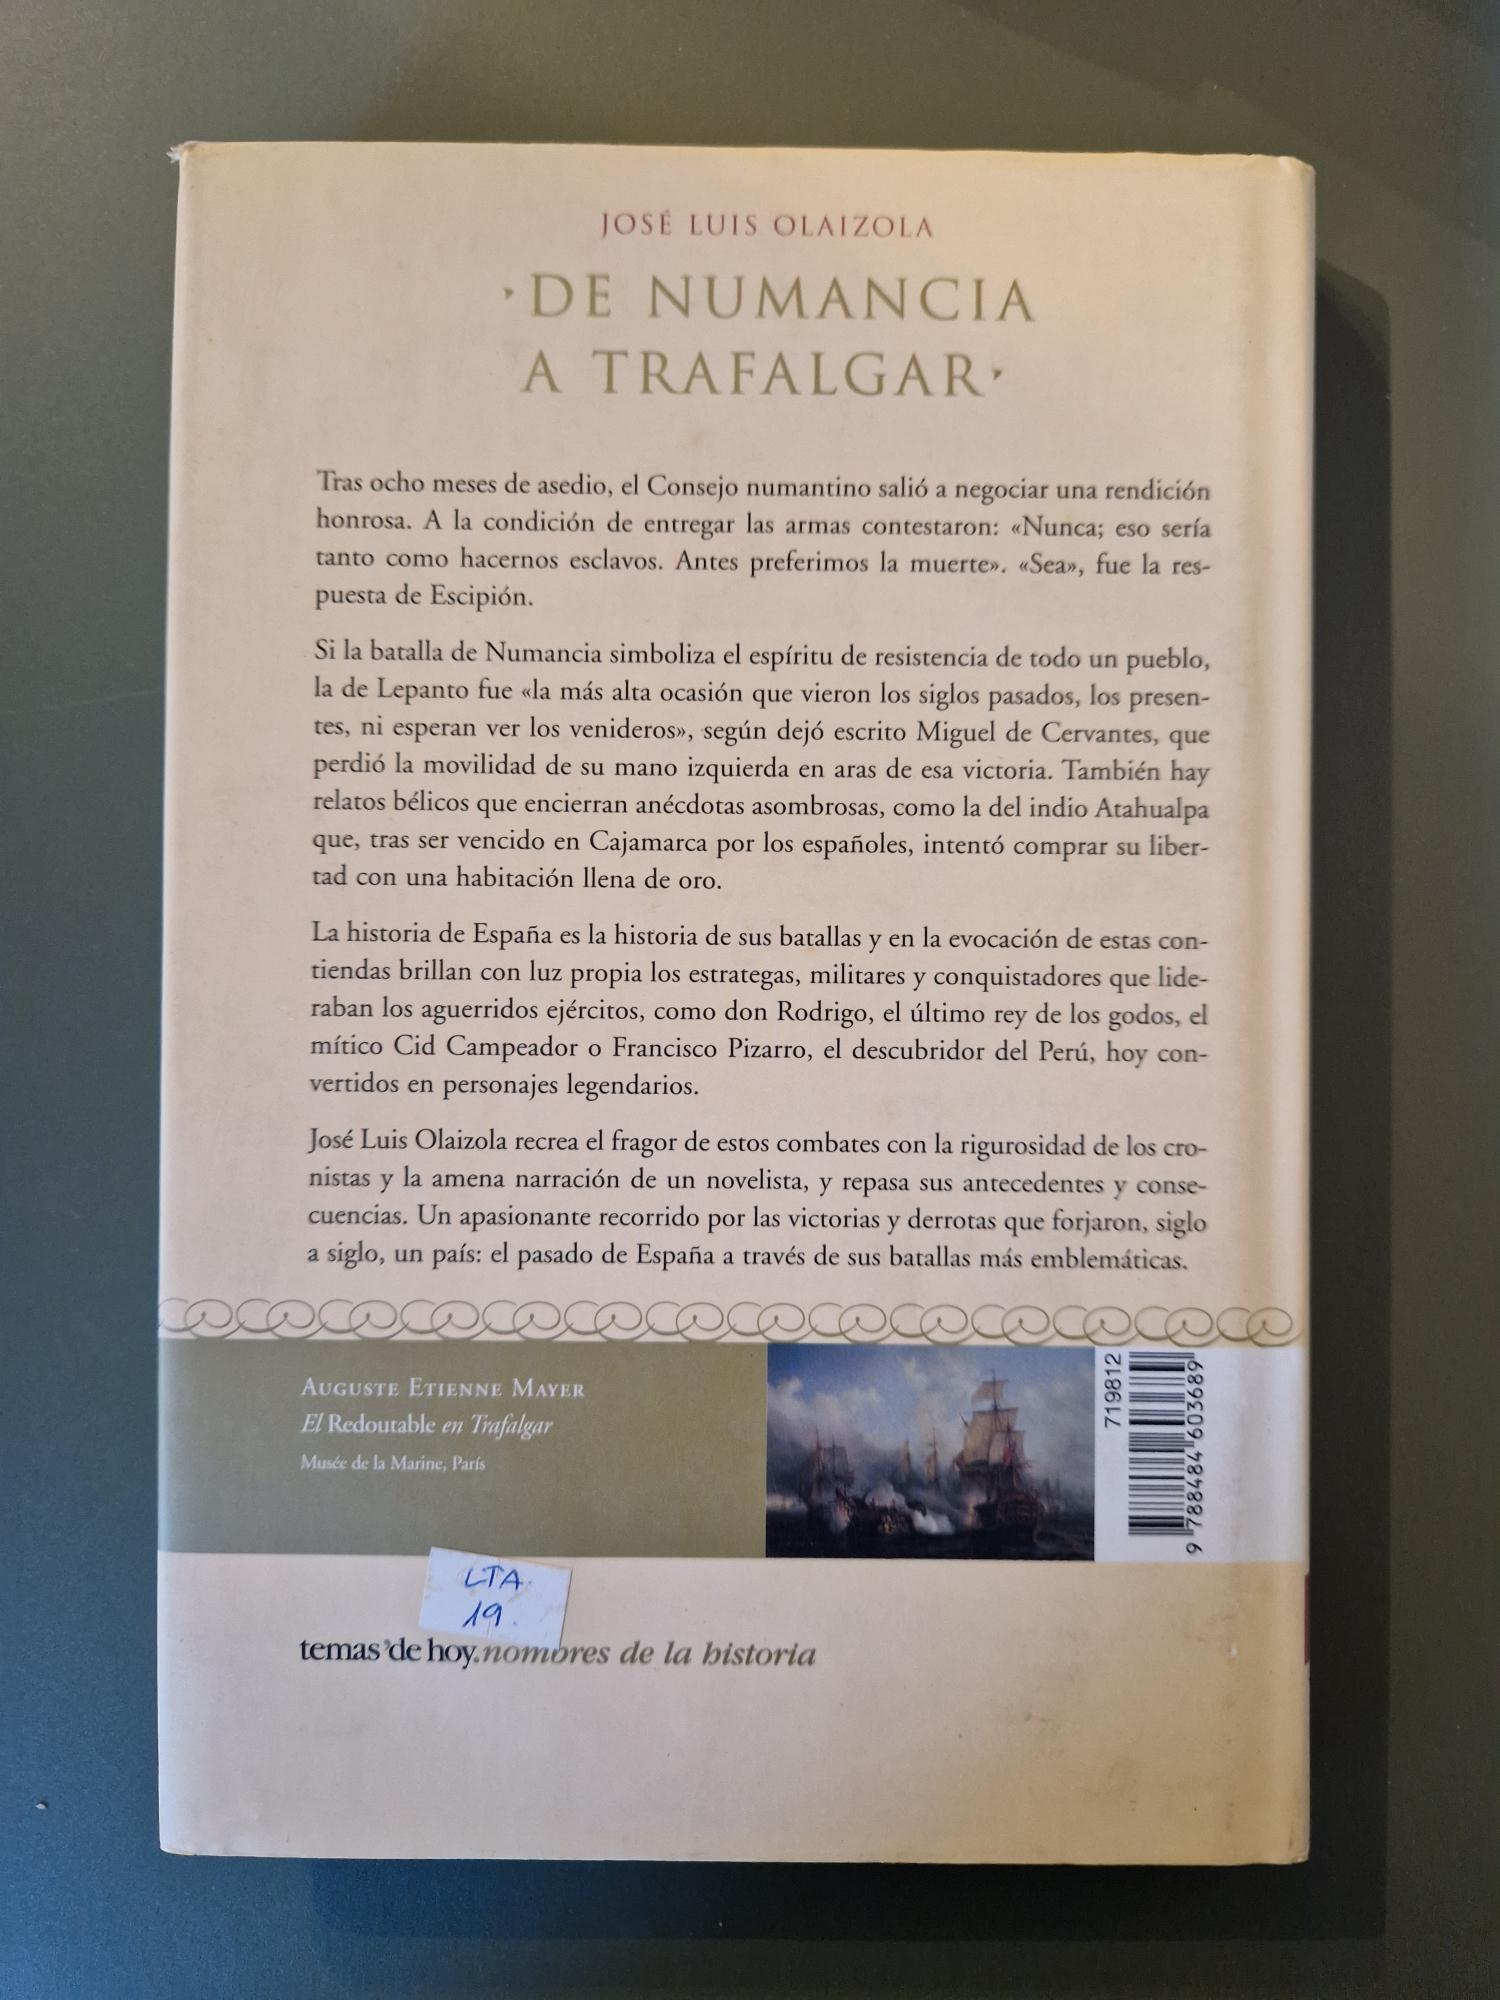 JOSÉ LUIS OLAIZOLA
DE NUMANCIA
A TRAFALGAR
Tras ocho meses de asedio, el Consejo numantino salió a negociar una rendición
honrosa. A la condición de entregar las armas contestaron: «Nunca; eso sería
tanto como hacernos esclavos. Antes preferimos la muerte». «Sea», fue la res-
puesta de Escipión.
Si la batalla de Numancia simboliza el espíritu de resistencia de todo un pueblo,
la de Lepanto fue «la más alta ocasión que vieron los siglos pasados, los presen-
tes, ni esperan ver los venideros», según dejó escrito Miguel de Cervantes, que
perdió la movilidad de su mano izquierda en aras de esa victoria. También hay
relatos bélicos que encierran anécdotas asombrosas, como la del indio Atahualpa
que, tras ser vencido en Cajamarca por los españoles, intentó comprar su liber-
tad con una habitación llena de oro.
La historia de España es la historia de sus batallas y en la evocación de estas con-
tiendas brillan con luz propia los estrategas, militares y conquistadores que lide-
raban los aguerridos ejércitos, como don Rodrigo, el último rey de los godos, el
mítico Cid Campeador o Francisco Pizarro, el descubridor del Perú, hoy con-
vertidos en personajes legendarios.
José Luis Olaizola recrea el fragor de estos combates con la rigurosidad de los cro-
nistas y la amena narración de un novelista, y repasa sus antecedentes y conse-
cuencias. Un apasionante recorrido por las victorias y derrotas que forjaron, siglo
a siglo, un país: el pasado de España a través de sus batallas más emblemáticas.
AUGUSTE ETIENNE MAYER
El Redoutable en Trafalgar
Musée de la Marine, París
719812
9 788484 603689
LTA.
19.
temas'de hoy.nombres de la historia